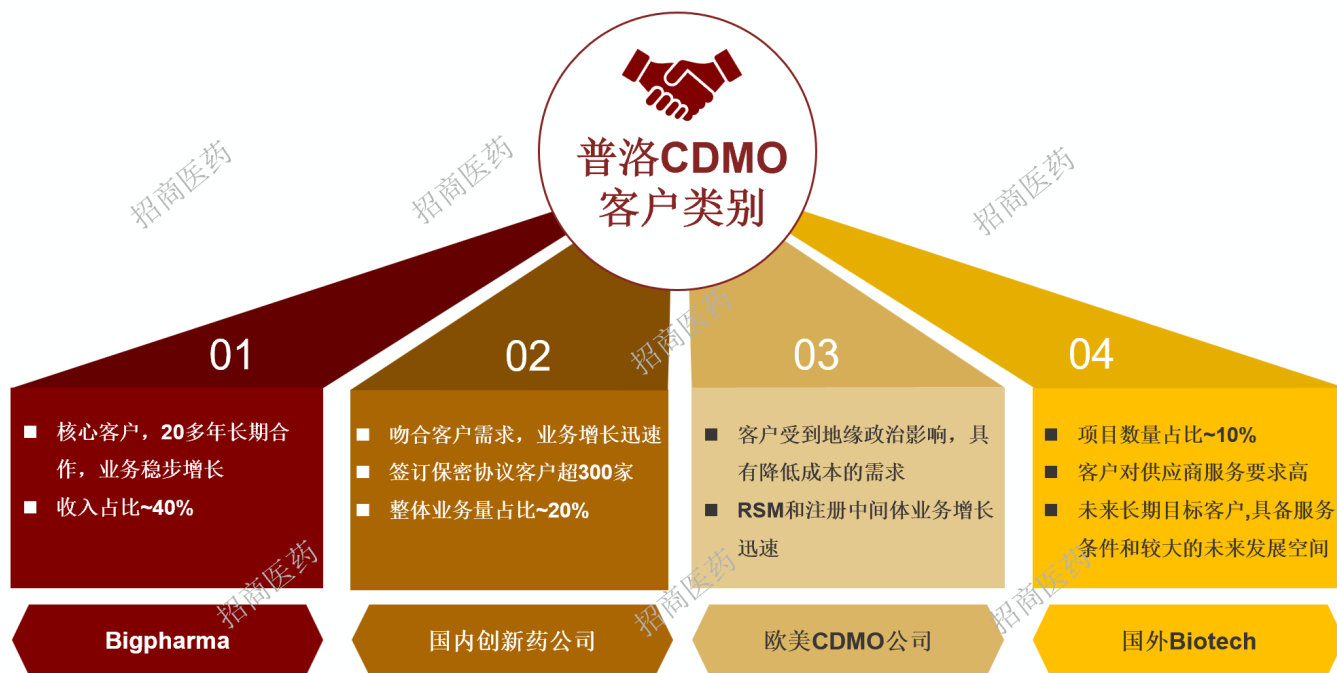 普洛CDMO
客户类别
招商医药
招商医药
招商医药
招商医药
01
核心客户，20多年长期合
作，业务稳步增长
收入占比~40%
Bigpharma
02
吻合客户需求，业务增长迅速
签订保密协议客户超300家
整体业务量占比~20%
国内创新药公司
03
客户受到地缘政治影响，具
有降低成本的需求
RSM和注册中间体业务增长
迅速
欧美CDMO公司
04
项目数量占比~10%
客户对供应商服务要求高
未来长期目标客户,具备服务
条件和较大的未来发展空间
国外Biotech
招商医药
招商医药
招商医药